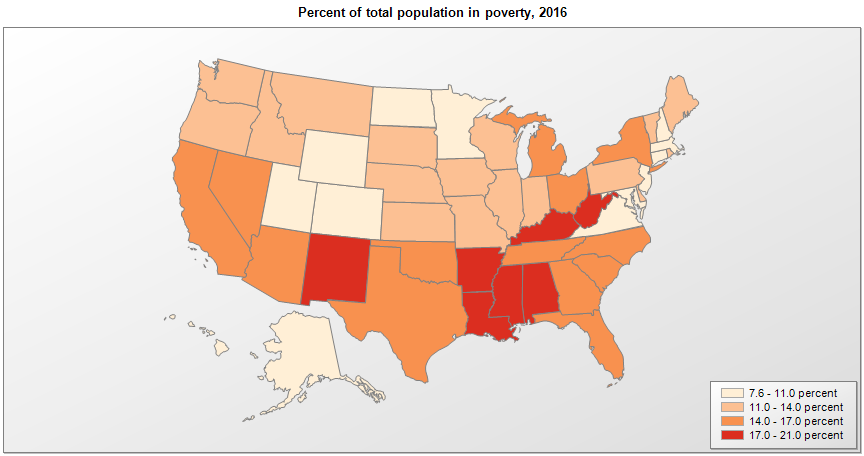 Percent of total population in poverty, 2016
7.6 - 11.0 percent
11.0 - 14.0 percent
14.0 - 17.0 percent
17.0 - 21.0 percent